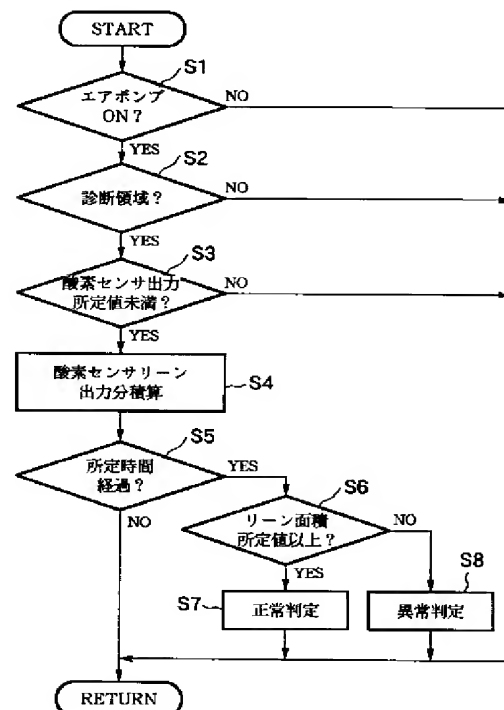 START
S1
エアポンプ
ON?
NO
YES
S2
診断領域?
NO
YES
S3
酸素センサ出力
所定値未満?
NO
YES
酸素センサリーン
出力分積算
S4
S5
所定時間
経過?
YES
NO
S6
リーン面積
所定値以上?
NO
YES
S7
正常判定
S8
異常判定
RETURN